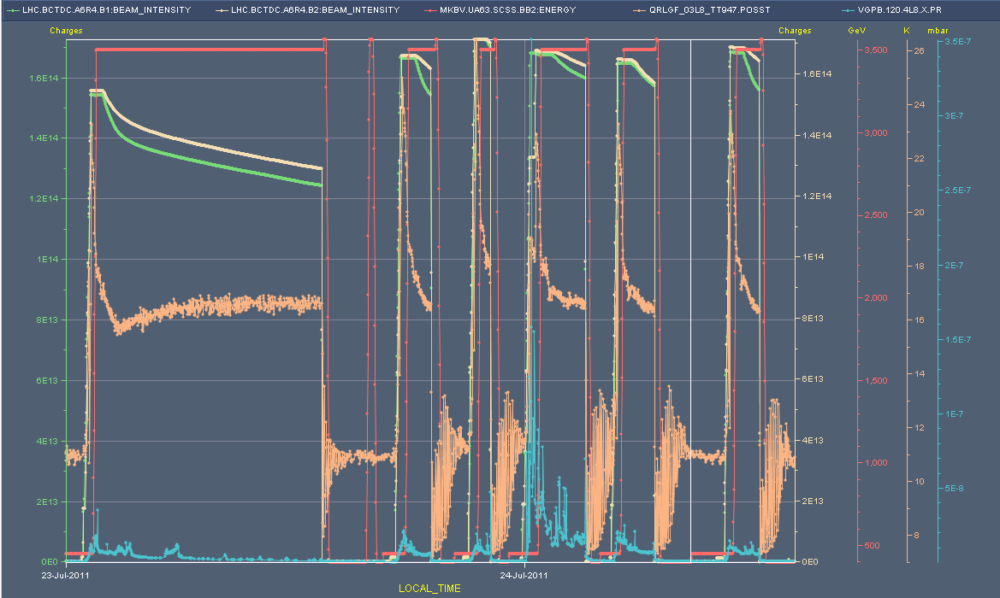 LHC.BCTDC.A6R4.B1:BEAM_INTENSITY LHC.BCTDC.A6R4.B2:BEAM_INTENSITY MKBV.UA63.SCSS.BB2:ENERGY QRLGF_03L8_TT947.POSST VGPB.120.4L8.X.PR
Charges Charges GeV K mbar
3.5E-7
3,500 26
1.6E14 1.6E14
24
3E-7
1.4E14 1.4E14 3,000
22
2.5E-7
1.2E14 1.2E14
2,500 20
1E14 1E14 18 2E-7
2,000
8E13 8E13 16
1.5E-7
14
6E13 6E13 1,500
1E-7
12
4E13 4E13
1,000
10 5E-8
2E13 2E13
8
500
0E0 0E0
23-Jul-2011 24-Jul-2011
LOCAL_TIME